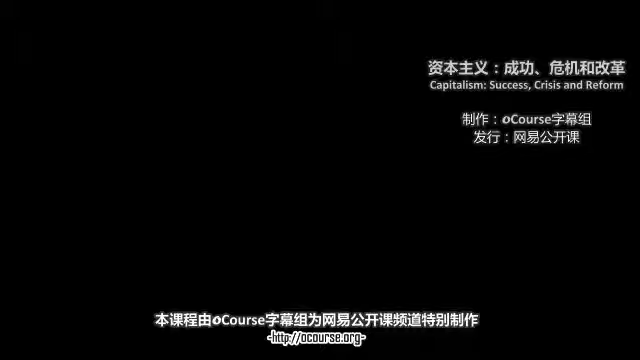 资本主义：成功、危机和改革
Capitalism: Success, Crisis and Reform
制作：oCourse字幕组
发行：网易公开课
本课程由oCourse字幕组为网易公开课频道特别制作
-http://ocourse.org-